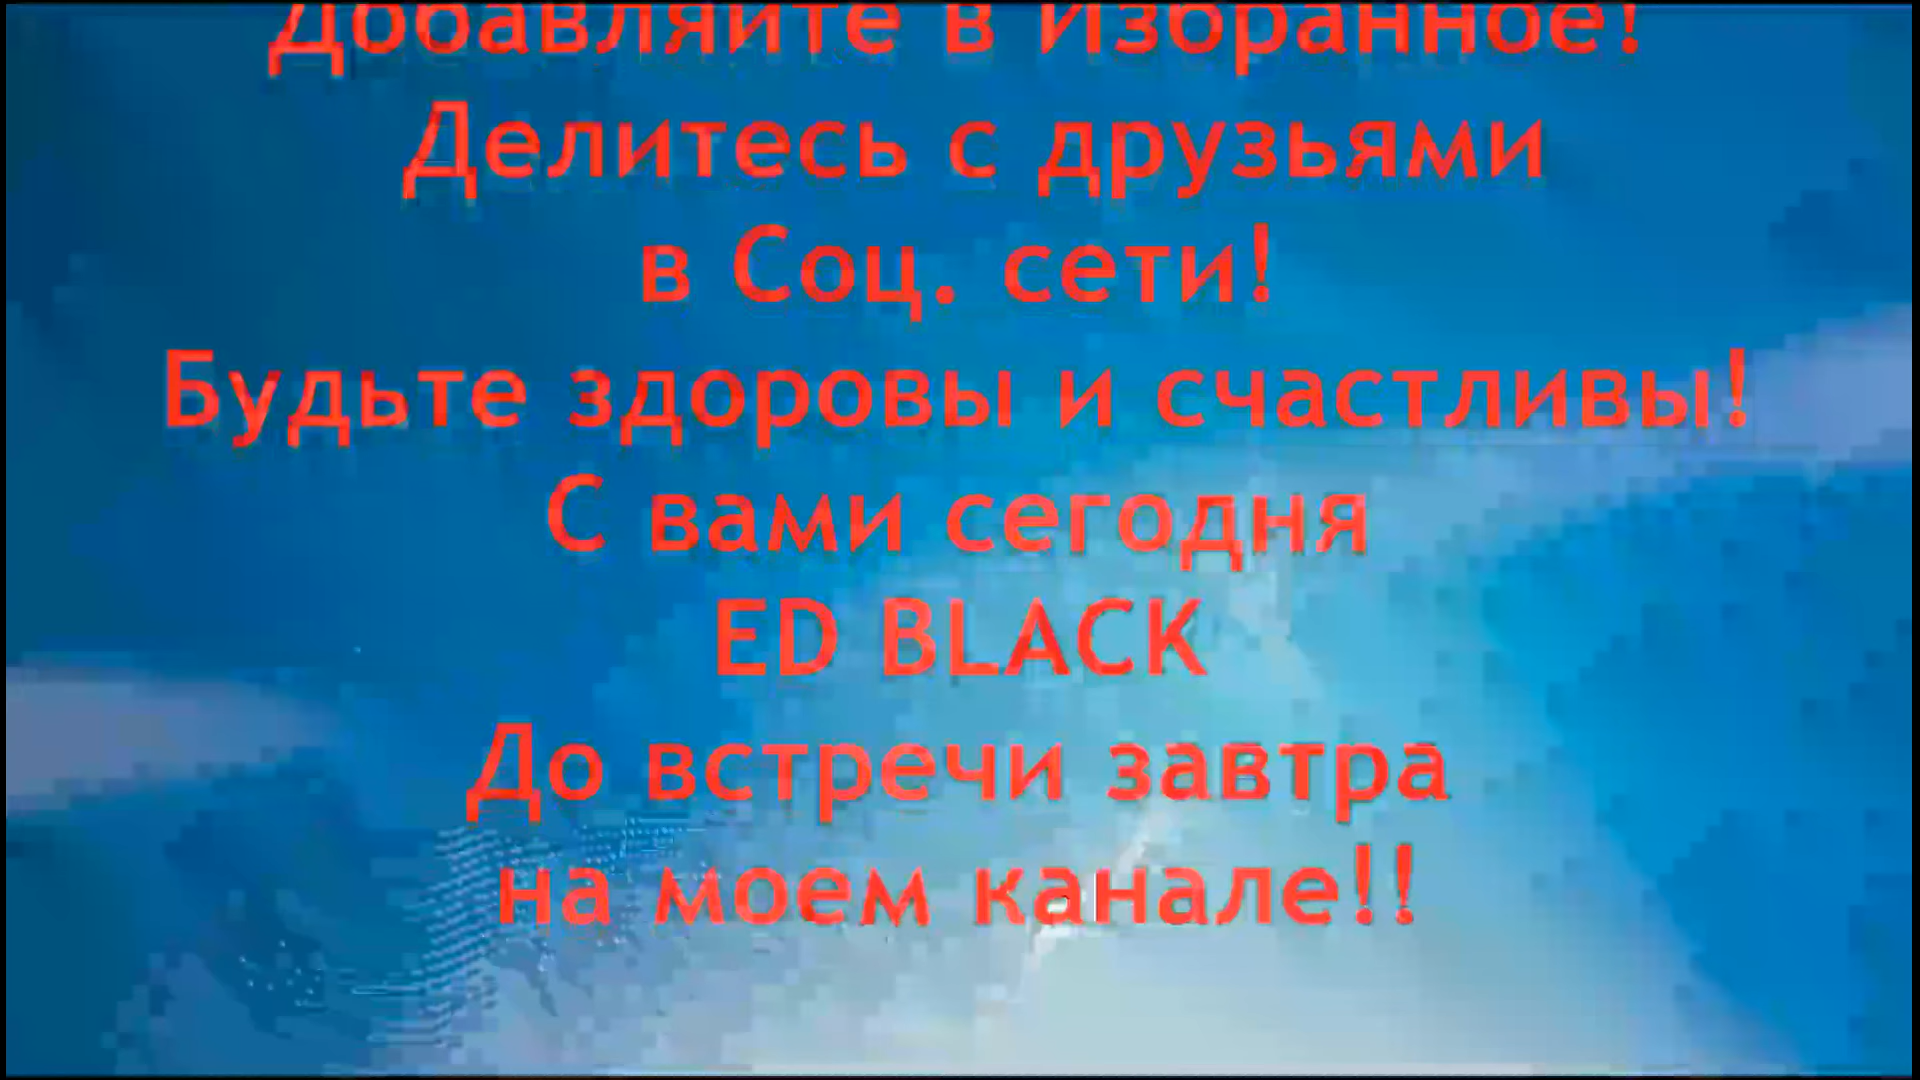 Добавляйте в Избранное!
Делитесь с друзьями
в Соц. сети!
Будьте здоровы и счастливы!
С вами сегодня
ED BLACK
До встречи завтра
на моем канале!!